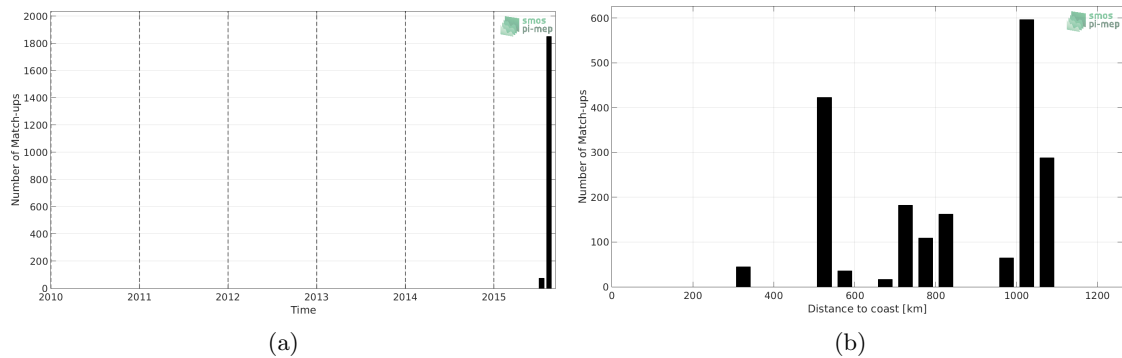 2000
1800
1600
1400
1200
1000
800
600
400
200
0
Number of Match-ups
2010 2011 2012 2013 2014 2015
Time
smos
pi-mep
(a)
600
500
400
300
200
100
0
Number of Match-ups
0 200 400 600 800 1000 1200
Distance to coast [km]
smos
pi-mep
(b)